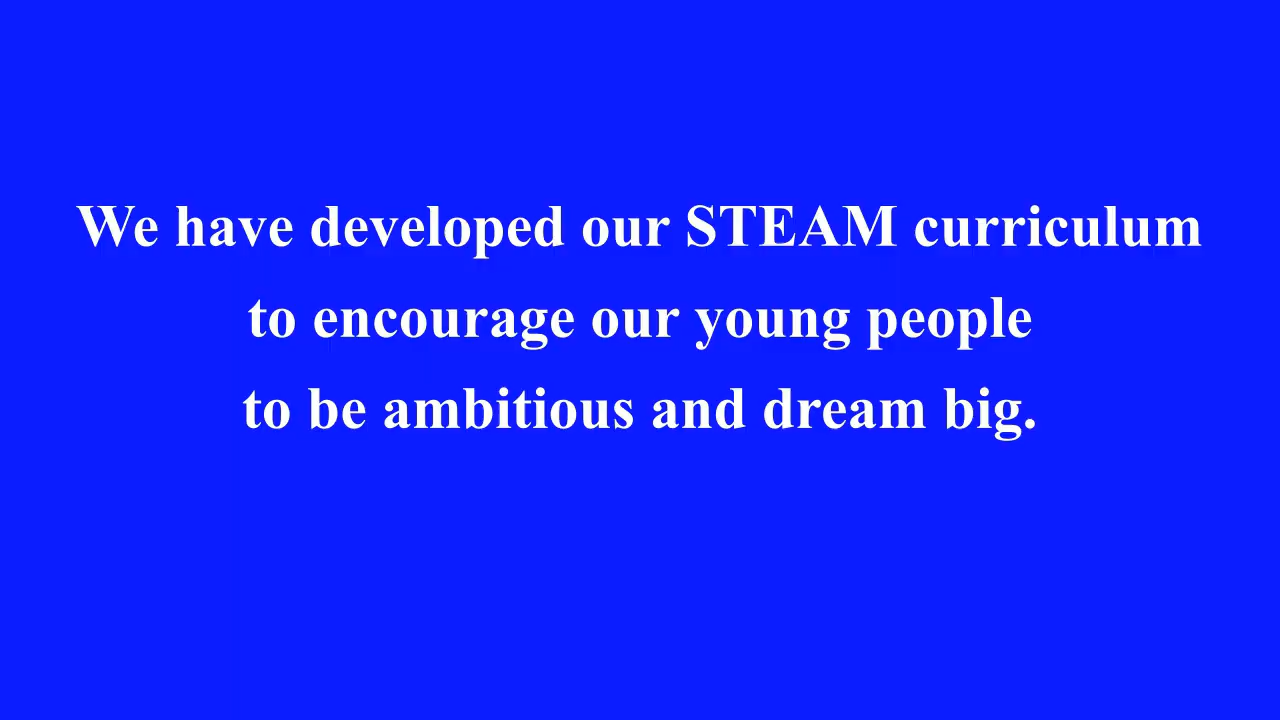 We have developed our STEAM curriculum
to encourage our young people
to be ambitious and dream big.